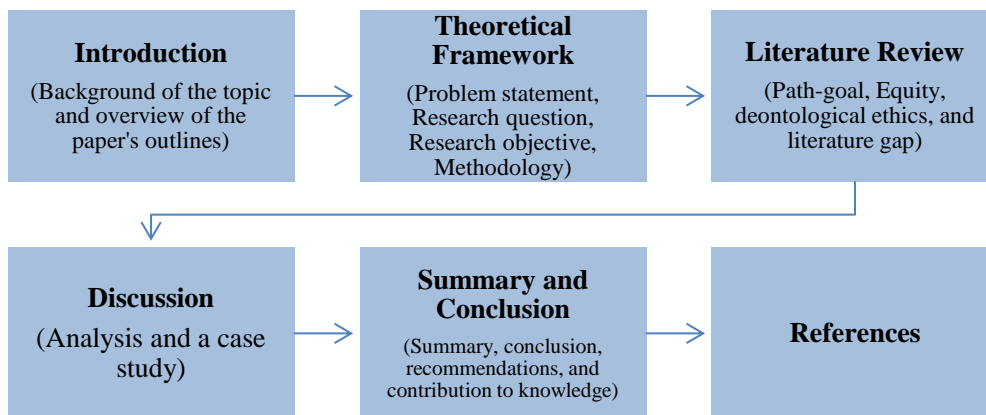 Introduction
(Background of the topic
and overview of the
paper's outlines)
Theoretical
Framework
(Problem statement,
Research question,
Research objective,
Methodology)
Literature Review
(Path-goal, Equity,
deontological ethics, and
literature gap)
Discussion
(Analysis and a case
study)
Summary and
Conclusion
(Summary, conclusion,
recommendations, and
contribution to knowledge)
References